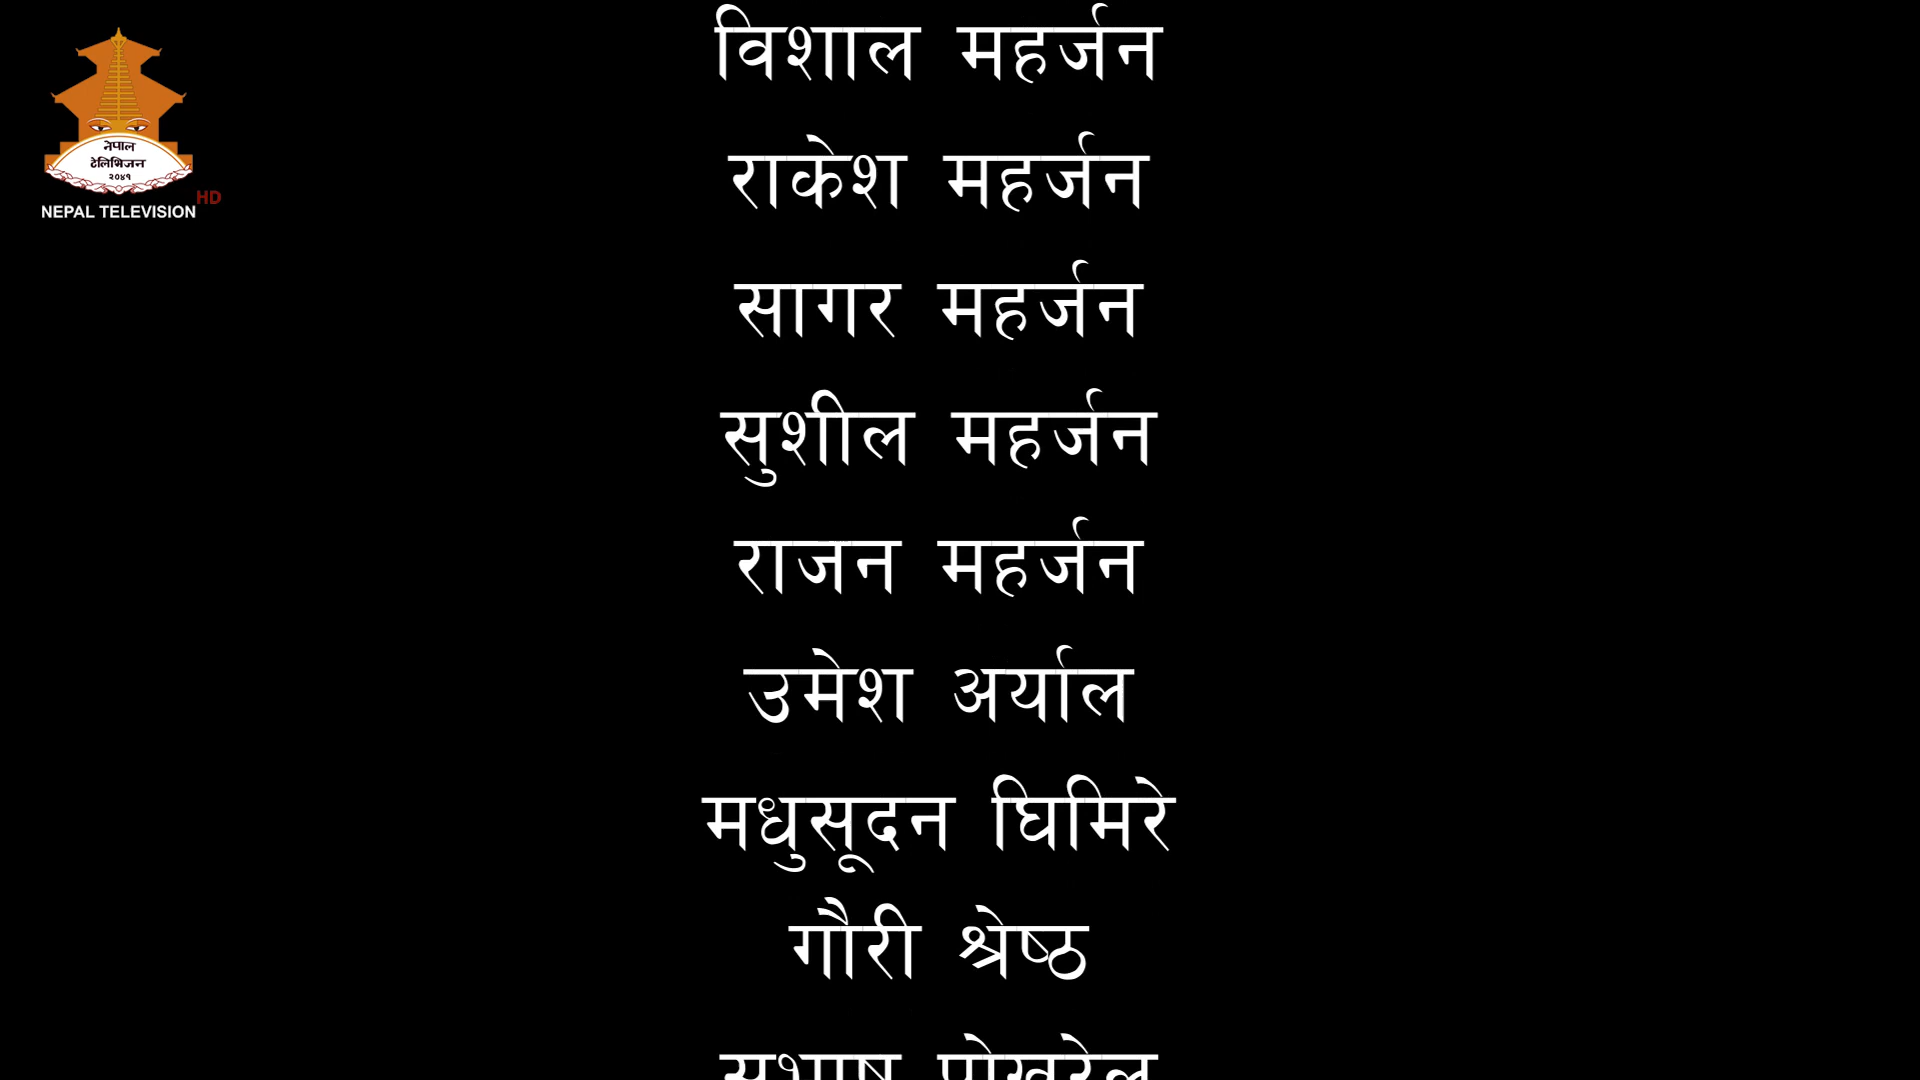 नेपाल
टेलिभिजन
२०४१
HD
NEPAL TELEVISION
विशाल महर्जन
राकेश महर्जन
सागर महर्जन
सुशील महर्जन
राजन महर्जन
उमेश अर्याल
मधुसूदन घिमिरे
गौरी श्रेष्ठ